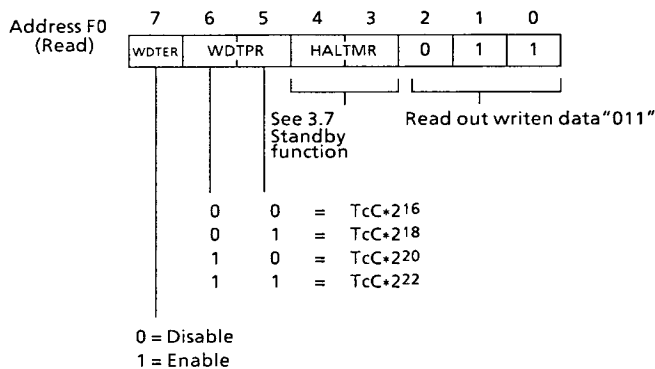 Address F0
(Read)
7 6 5 4 3 2 1 0
WDTER WDTPR HALTMR 0 1 1
See 3.7
Standby
function
Read out writen data"011"
0 0 = TcC*2^16
0 1 = TcC*2^18
1 0 = TcC*2^20
1 1 = TcC*2^22
0 = Disable
1 = Enable